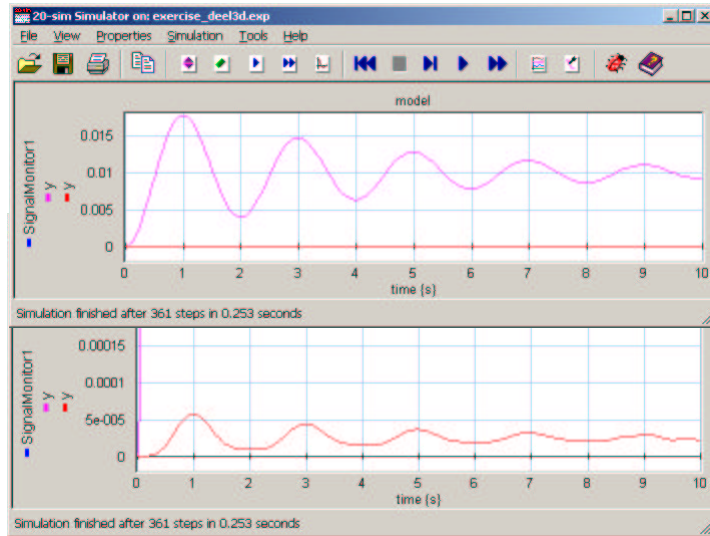 20-sim Simulator on: exercise_deel3d.exp
File View Properties Simulation Tools Help
model
SignalMonitor1
y
y
0.015
0.01
0.005
0
0 1 2 3 4 5 6 7 8 9 10
time {s}
Simulation finished after 361 steps in 0.253 seconds
SignalMonitor1
y
y
0.00015
0.0001
5e-005
0
0 1 2 3 4 5 6 7 8 9 10
time {s}
Simulation finished after 361 steps in 0.253 seconds